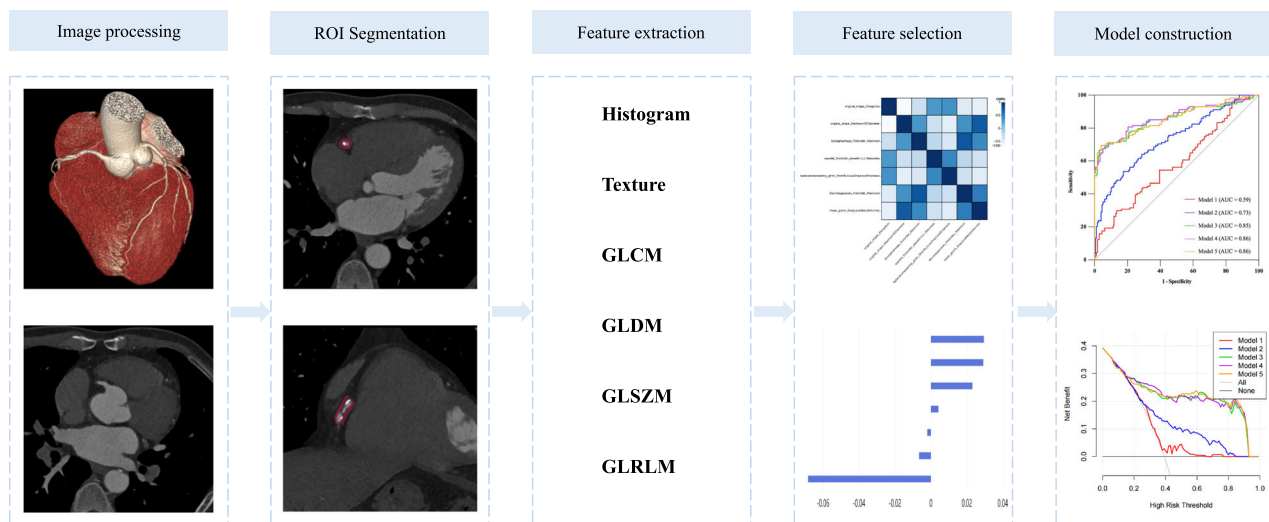 Image processing
ROI Segmentation
Feature extraction
Feature selection
Model construction
Histogram
Texture
GLCM
GLDM
GLSZM
GLRLM
-0.06
-0.05
-0.02
0
0.02
0.04
100
80
60
40
20
0
Sensitivity
0
20
40
60
80
100
1 - Specificity
Model 1 (AUC = 0.59)
Model 2 (AUC = 0.73)
Model 3 (AUC = 0.85)
Model 4 (AUC = 0.86)
Model 5 (AUC = 0.86)
Net Benefit
0.4
0.3
0.2
0.1
0.0
0.0
0.2
0.4
0.6
0.8
1.0
High Risk Threshold
Model 1
Model 2
Model 3
Model 4
Model 5
All
None